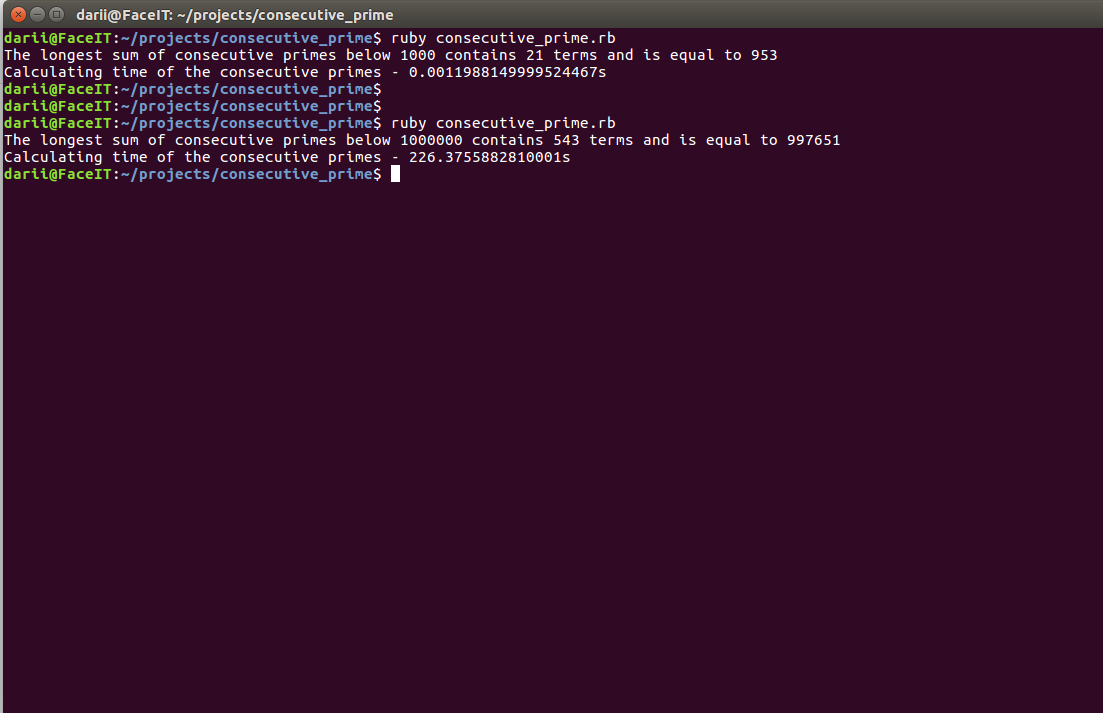 darii@FaceIT: ~/projects/consecutive_prime
darii@FaceIT:~/projects/consecutive_prime$ ruby consecutive_prime.rb
The longest sum of consecutive primes below 1000 contains 21 terms and is equal to 953
Calculating time of the consecutive primes - 0.0011988149999524467s
darii@FaceIT:~/projects/consecutive_prime$
darii@FaceIT:~/projects/consecutive_prime$
darii@FaceIT:~/projects/consecutive_prime$ ruby consecutive_prime.rb
The longest sum of consecutive primes below 1000000 contains 543 terms and is equal to 997651
Calculating time of the consecutive primes - 226.3755882810001s
darii@FaceIT:~/projects/consecutive_prime$